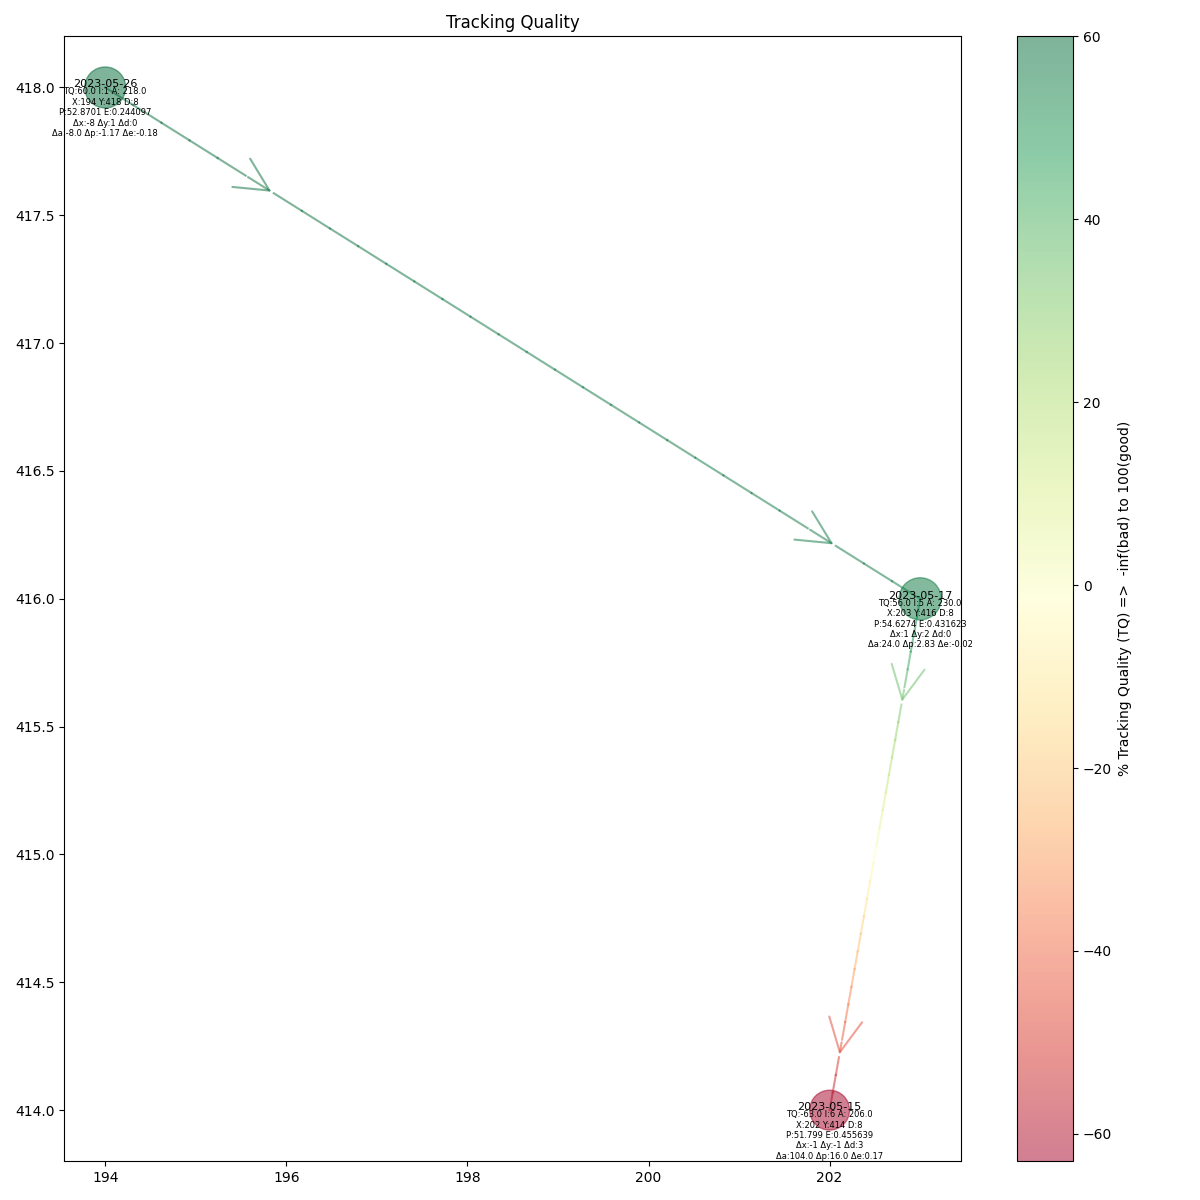 Tracking Quality
418.0
417.5
417.0
416.5
416.0
415.5
415.0
414.5
414.0
2023-05-26
TQ:60.0 I:1 A: 218.0
X:194 Y:418 D:8
P:52.8701 E:0.244097
Δx:-8 Δy:1 Δd:0
Δa:-8.0 Δp:-1.17 Δe:-0.18
2023-05-17
TQ:56.0 I:5 A: 230.0
X:203 Y:416 D:8
P:54.6274 E:0.431623
Δx:1 Δy:2 Δd:0
Δa:24.0 Δp:2.83 Δe:-0.02
2023-05-15
TQ:-63.0 I:6 A: 206.0
X:202 Y:414 D:8
P:51.799 E:0.455639
Δx:-1 Δy:-1 Δd:3
Δa:104.0 Δp:16.0 Δe:0.17
194
196
198
200
202
60
40
20
0
−20
−40
−60
% Tracking Quality (TQ) => -inf(bad) to 100(good)